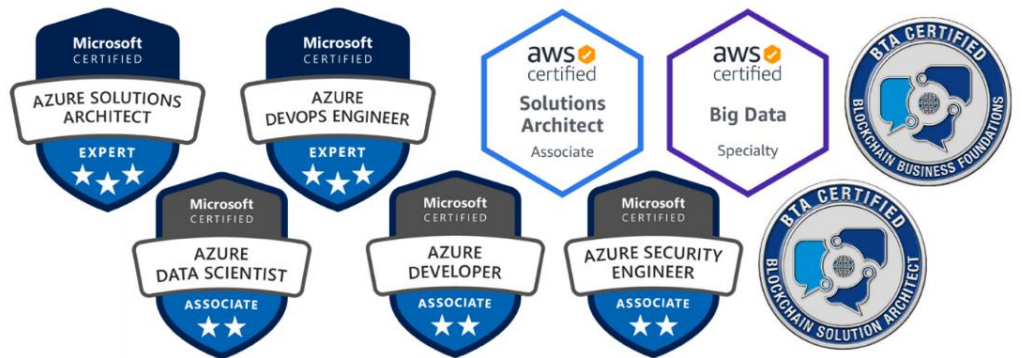 Microsoft
CERTIFIED
AZURE SOLUTIONS
ARCHITECT
EXPERT
Microsoft
CERTIFIED
AZURE
DEVOPS ENGINEER
EXPERT
aws
certified
Solutions
Architect
Associate
aws
certified
Big Data
Specialty
BTA CERTIFIED
BLOCKCHAIN BUSINESS FOUNDATIONS
Microsoft
CERTIFIED
AZURE
DATA SCIENTIST
ASSOCIATE
Microsoft
CERTIFIED
AZURE
DEVELOPER
ASSOCIATE
Microsoft
CERTIFIED
AZURE SECURITY
ENGINEER
ASSOCIATE
BTA CERTIFIED
BLOCKCHAIN SOLUTION ARCHITECT